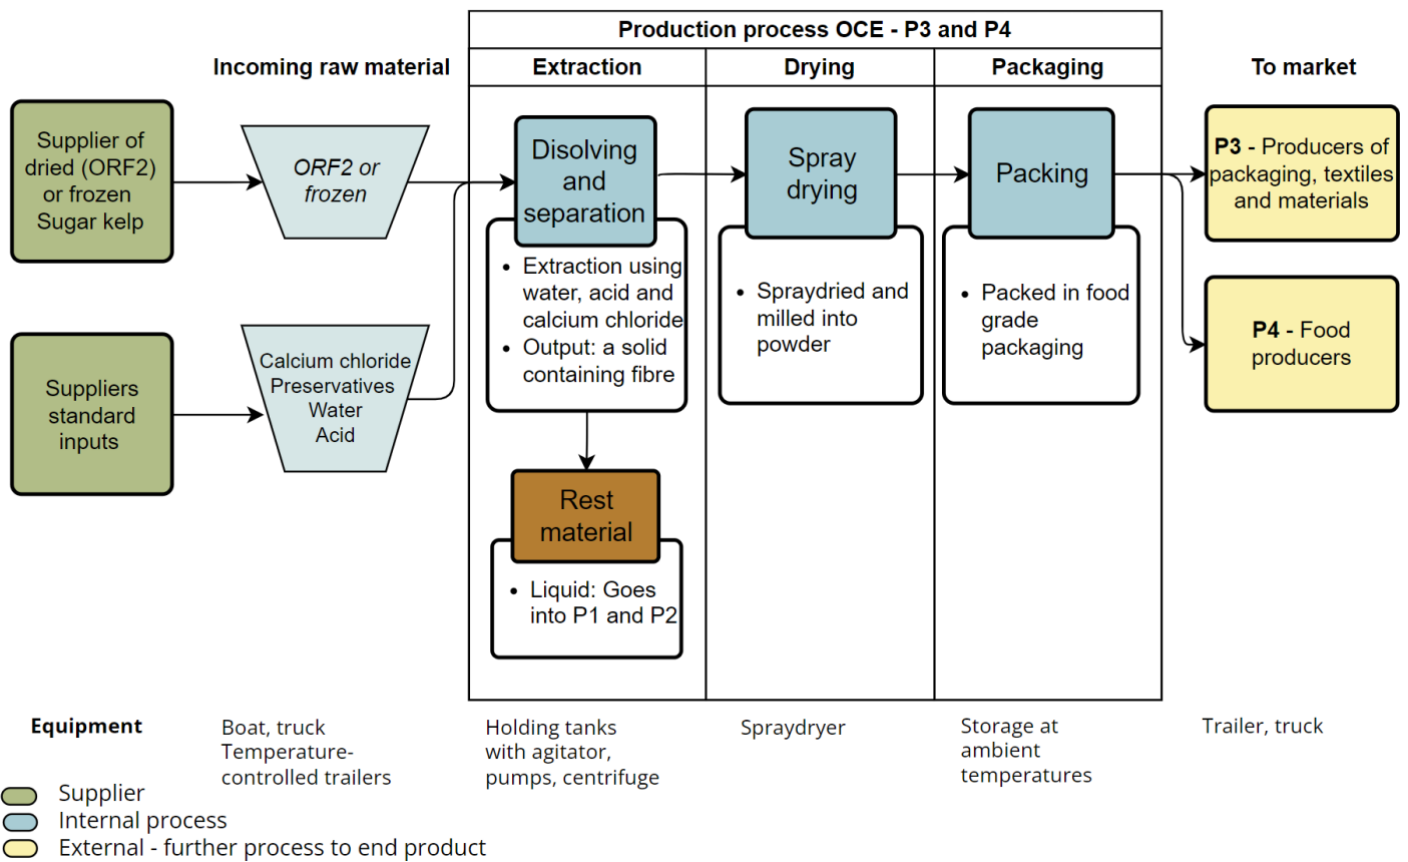 Production process OCE - P3 and P4
Incoming raw material
Extraction
Drying
Packaging
To market
Supplier of
dried (ORF2)
or frozen
Sugar kelp
ORF2 or
frozen
Disolving
and
separation
Spray
drying
Packing
P3 - Producers of
packaging, textiles
and materials
• Extraction using
water, acid and
calcium chloride
• Output: a solid
containing fibre
• Spraydried and
milled into
powder
• Packed in food
grade
packaging
P4 - Food
producers
Suppliers
standard
inputs
Calcium chloride
Preservatives
Water
Acid
Rest
material
• Liquid: Goes
into P1 and P2
Equipment
Boat, truck
Temperature-
controlled trailers
Holding tanks
with agitator,
pumps, centrifuge
Spraydryer
Storage at
ambient
temperatures
Trailer, truck
Supplier
Internal process
External - further process to end product